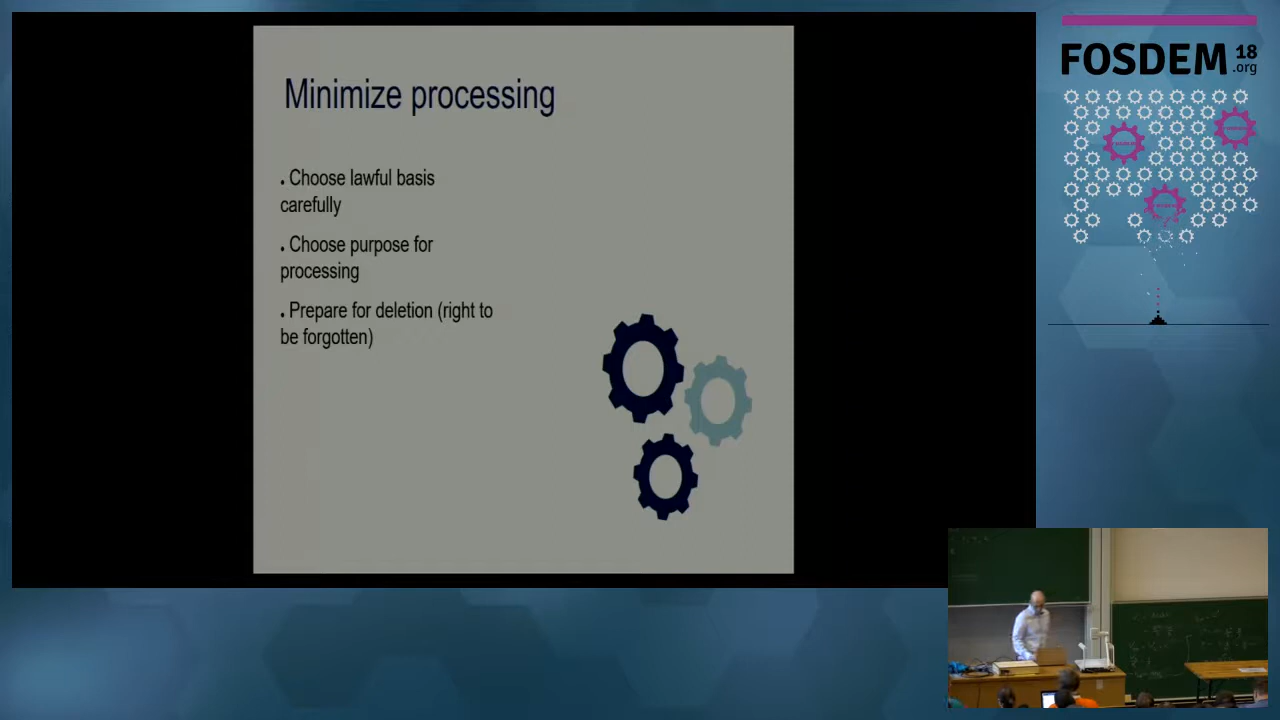 Minimize processing
. Choose lawful basis
carefully
. Choose purpose for
processing
. Prepare for deletion (right to
be forgotten)
FOSDEM 18
.org